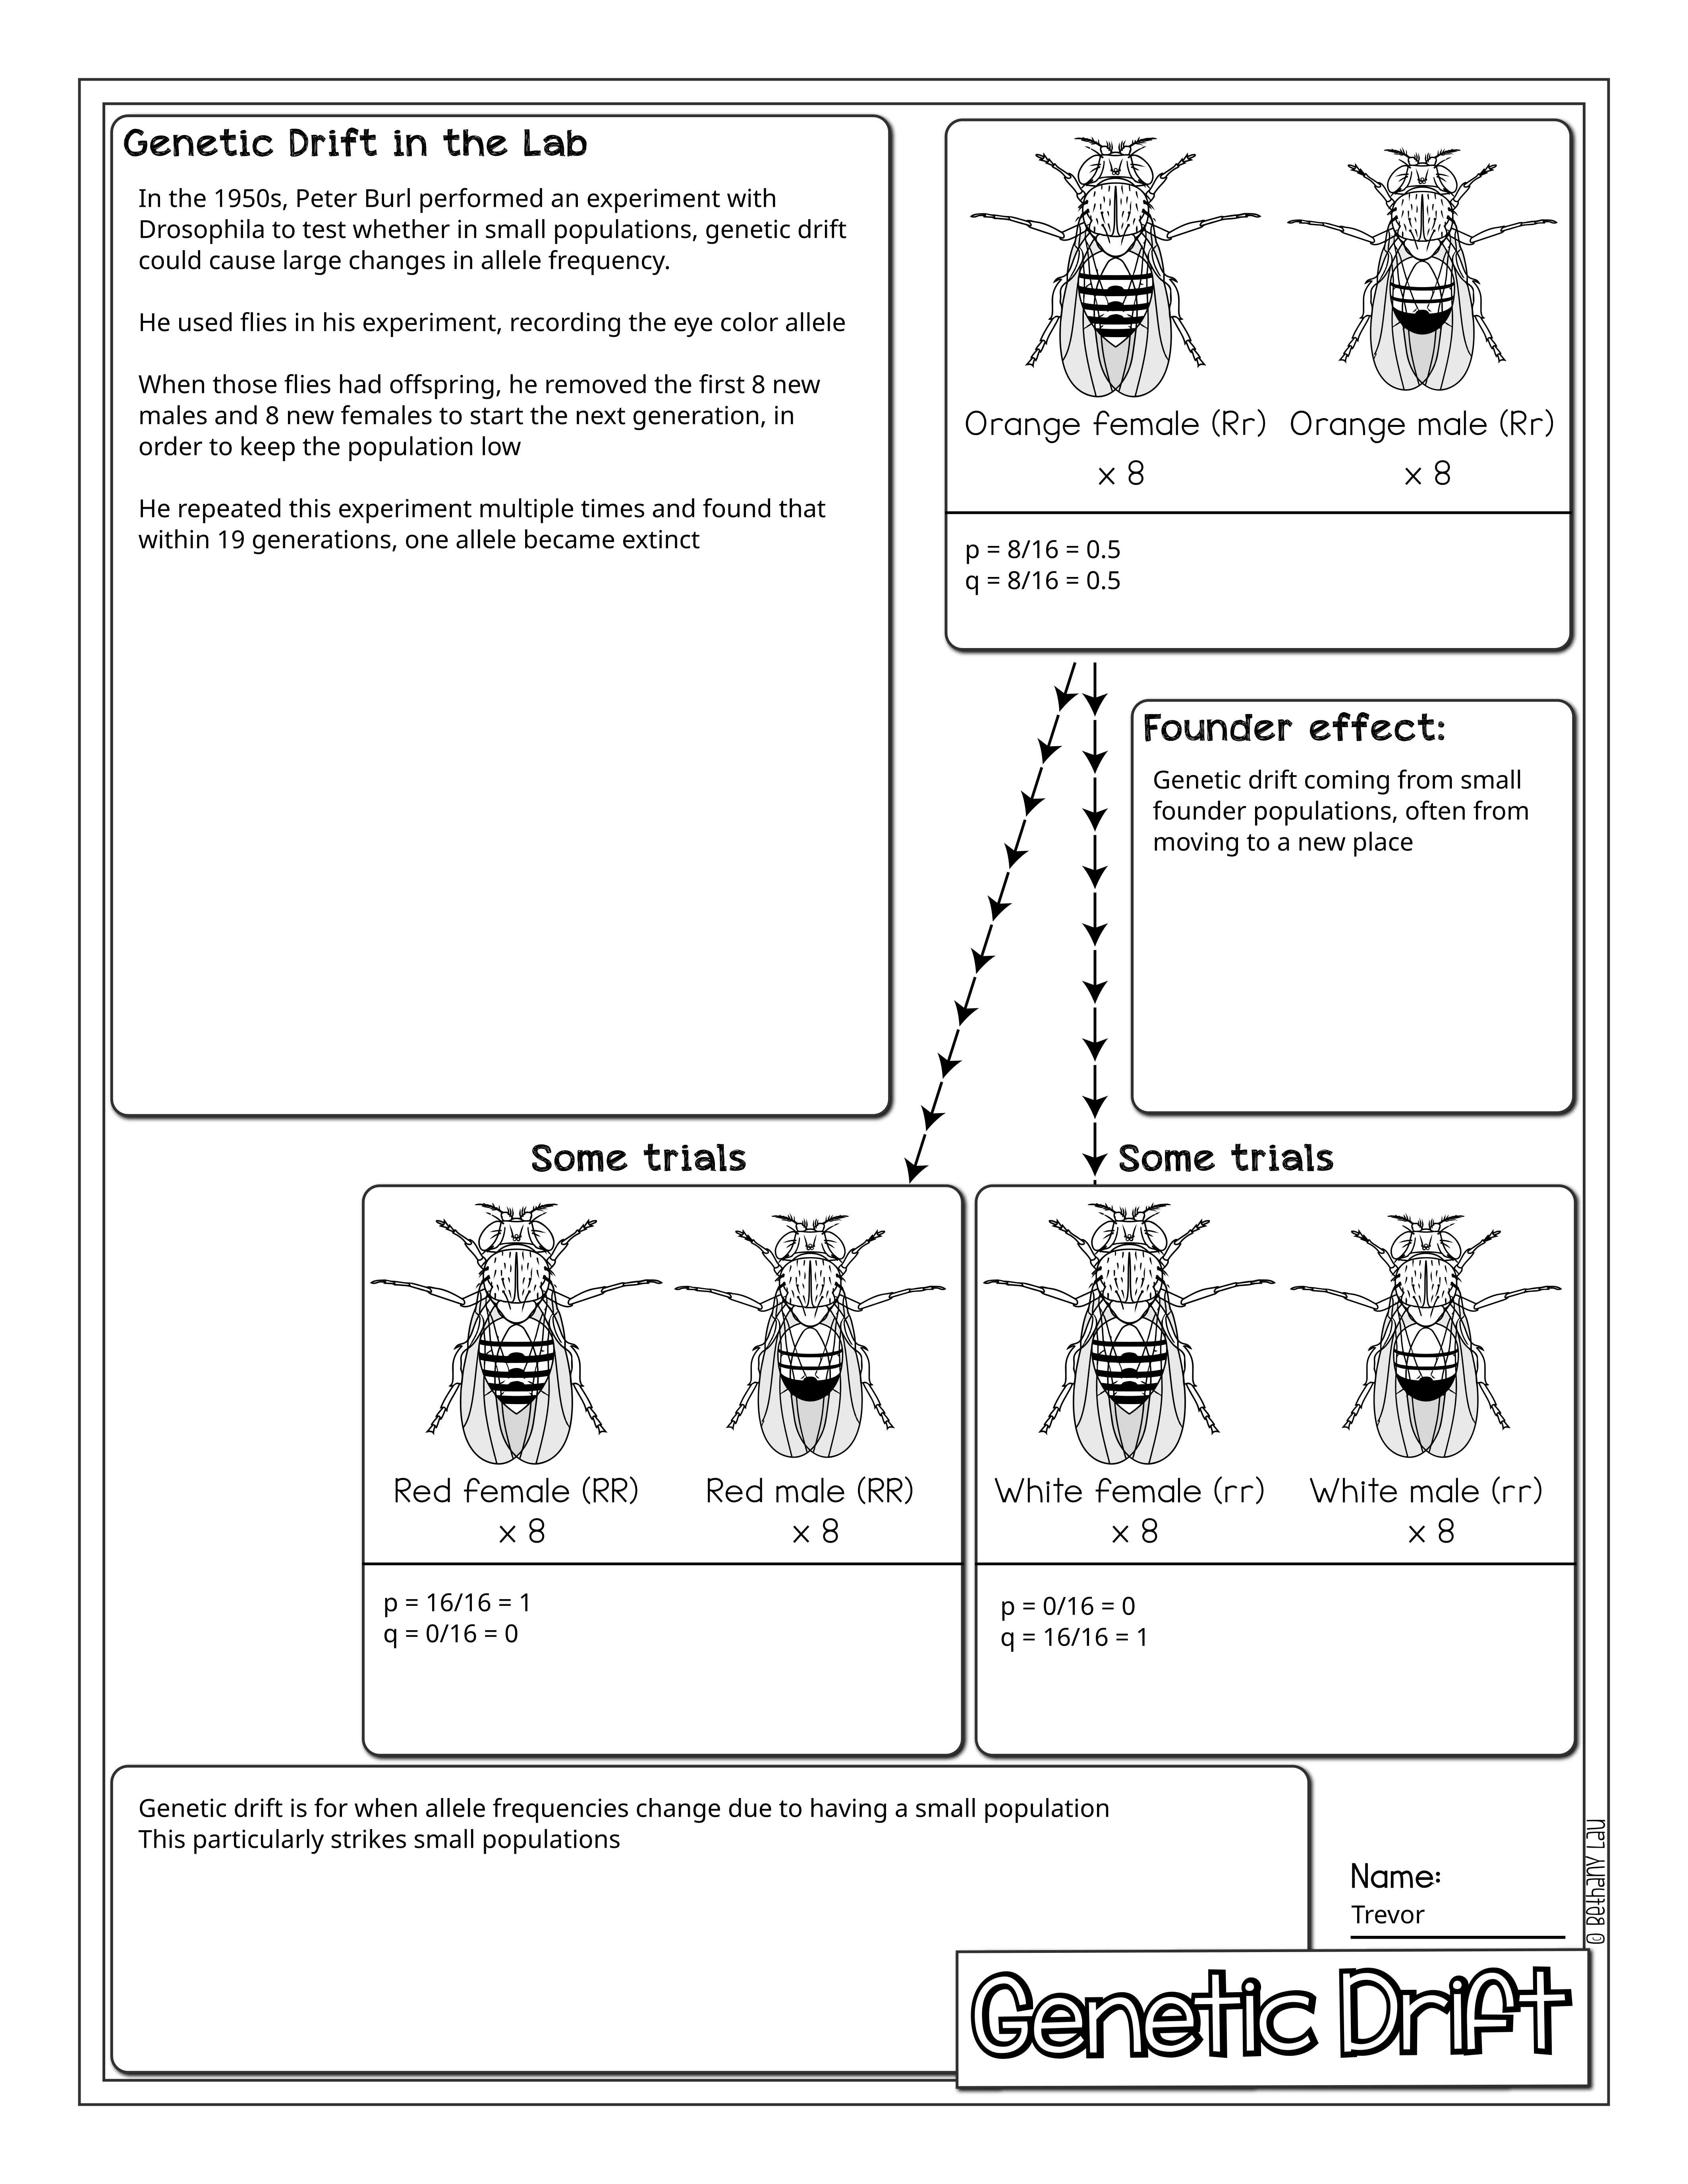 Genetic Drift in the Lab
In the 1950s, Peter Burl performed an experiment with
Drosophila to test whether in small populations, genetic drift
could cause large changes in allele frequency.
He used flies in his experiment, recording the eye color allele
When those flies had offspring, he removed the first 8 new
males and 8 new females to start the next generation, in
order to keep the population low
He repeated this experiment multiple times and found that
within 19 generations, one allele became extinct
Orange female (Rr) Orange male (Rr)
x 8 x 8
p = 8/16 = 0.5
q = 8/16 = 0.5
Founder effect:
Genetic drift coming from small
founder populations, often from
moving to a new place
Some trials
Red female (RR) Red male (RR)
x 8 x 8
p = 16/16 = 1
q = 0/16 = 0
Some trials
White female (rr) White male (rr)
x 8 x 8
p = 0/16 = 0
q = 16/16 = 1
Genetic drift is for when allele frequencies change due to having a small population
This particularly strikes small populations
Name:
Trevor
Genetic Drift
© Bethany Lau